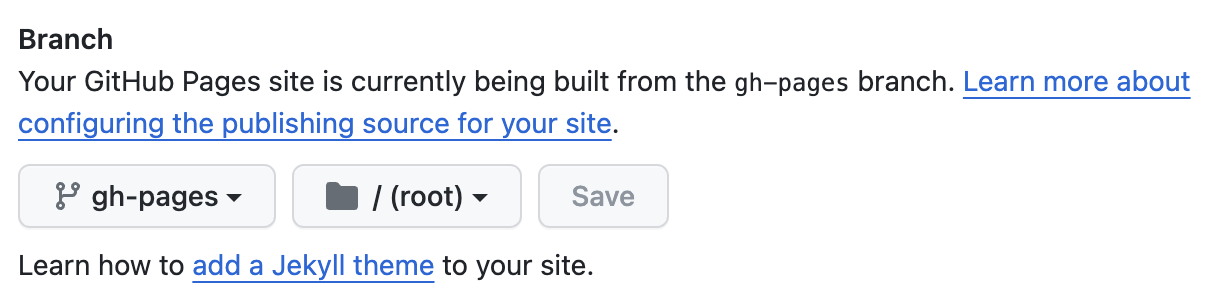 Branch
Your GitHub Pages site is currently being built from the gh-pages branch. Learn more about
configuring the publishing source for your site.
gh-pages / (root) Save
Learn how to add a Jekyll theme to your site.